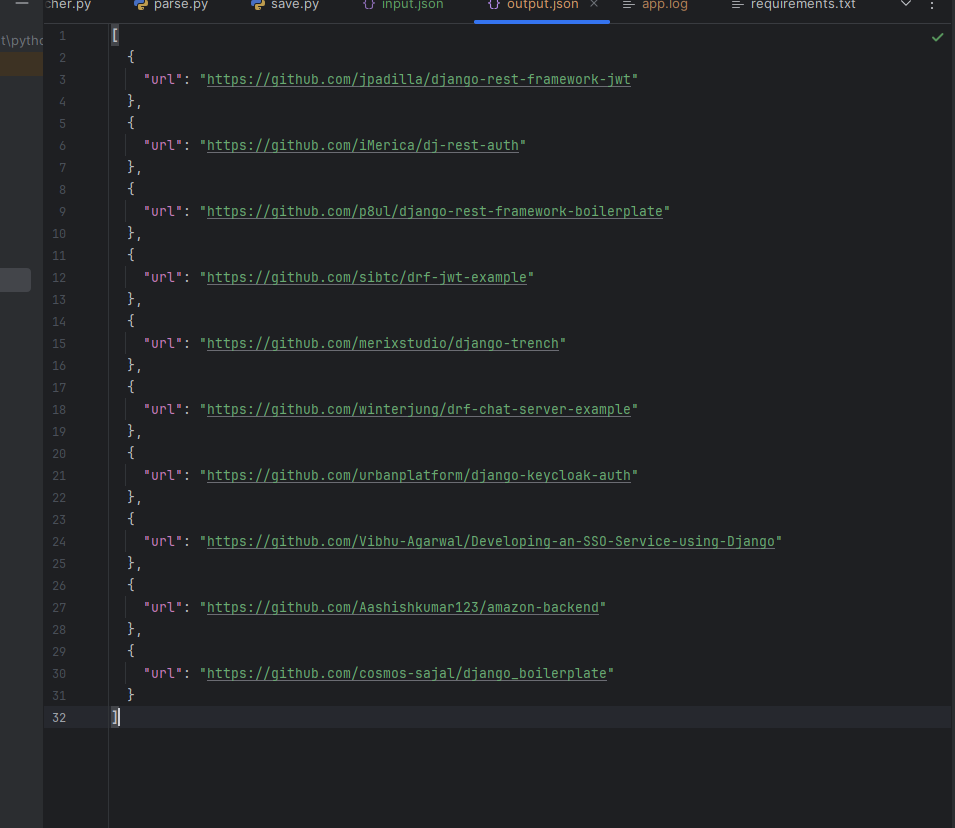 cher.py parse.py save.py {} input.json {} output.json × app.log requirements.txt
t\pytho
1 [
2 {
3 "url": "https://github.com/jpadilla/django-rest-framework-jwt"
4 },
5 {
6 "url": "https://github.com/iMerica/dj-rest-auth"
7 },
8 {
9 "url": "https://github.com/p8ul/django-rest-framework-boilerplate"
10 },
11 {
12 "url": "https://github.com/sibtc/drf-jwt-example"
13 },
14 {
15 "url": "https://github.com/merixstudio/django-trench"
16 },
17 {
18 "url": "https://github.com/winterjung/drf-chat-server-example"
19 },
20 {
21 "url": "https://github.com/urbanplatform/django-keycloak-auth"
22 },
23 {
24 "url": "https://github.com/Vibhu-Agarwal/Developing-an-SSO-Service-using-Django"
25 },
26 {
27 "url": "https://github.com/Aashishkumar123/amazon-backend"
28 },
29 {
30 "url": "https://github.com/cosmos-sajal/django_boilerplate"
31 }
32 ]